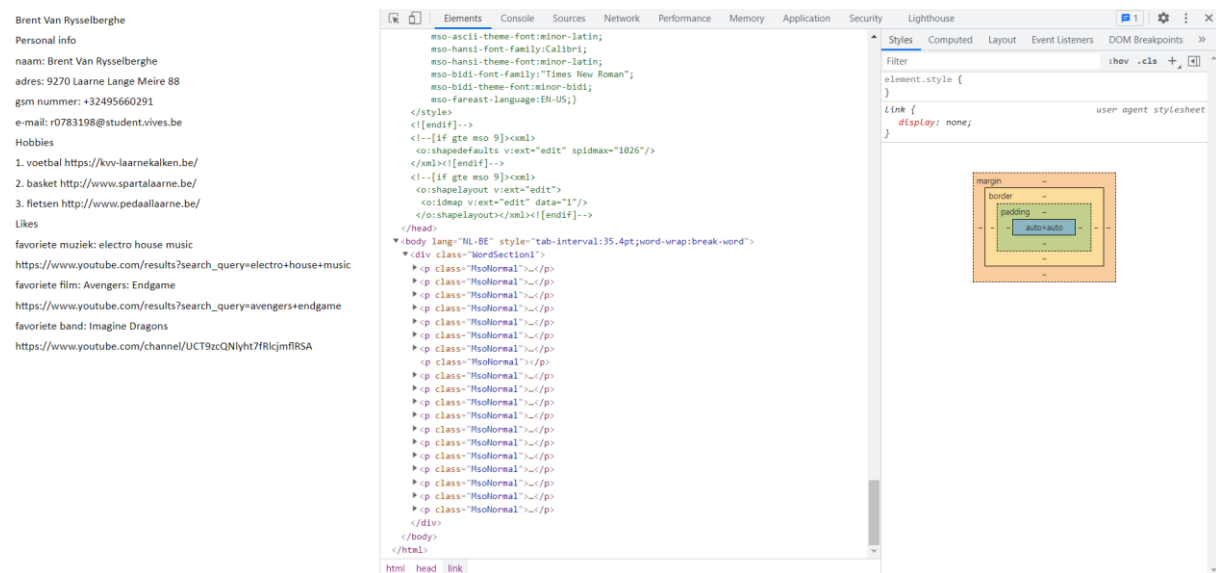 Brent Van Rysselberghe
Personal info
naam: Brent Van Rysselberghe
adres: 9270 Laarne Lange Meire 88
gsm nummer: +32495660291
e-mail: r0783198@student.vives.be
Hobbies
1. voetbal https://kvv-laarnekalken.be/
2. basket http://www.spartalaarne.be/
3. fietsen http://www.pedaallaarne.be/
Likes
favoriete muziek: electro house music
https://www.youtube.com/results?search_query=electro+house+music
favoriete film: Avengers: Endgame
https://www.youtube.com/results?search_query=avengers+endgame
favoriete band: Imagine Dragons
https://www.youtube.com/channel/UCT9zcQNlyht7fRlcjmflRSA
Elements Console Sources Network Performance Memory Application Security Lighthouse 1
mso-ascii-theme-font:minor-latin;
mso-hansi-font-family:Calibri;
mso-hansi-theme-font:minor-latin;
mso-bidi-font-family:"Times New Roman";
mso-bidi-theme-font:minor-bidi;
mso-fareast-language:EN-US;}
</style>
<![endif]-->
<!--[if gte mso 9]><xml>
<o:shapedefaults v:ext="edit" spidmax="1026"/>
</xml><![endif]-->
<!--[if gte mso 9]><xml>
<o:shapelayout v:ext="edit">
<o:idmap v:ext="edit" data="1"/>
</o:shapelayout></xml><![endif]-->
</head>
<body lang="NL-BE" style="tab-interval:35.4pt;word-wrap:break-word">
<div class="WordSection1">
<p class="MsoNormal">…</p>
<p class="MsoNormal">…</p>
<p class="MsoNormal">…</p>
<p class="MsoNormal">…</p>
<p class="MsoNormal">…</p>
<p class="MsoNormal">…</p>
<p class="MsoNormal">…</p>
<p class="MsoNormal"></p>
<p class="MsoNormal">…</p>
<p class="MsoNormal">…</p>
<p class="MsoNormal">…</p>
<p class="MsoNormal">…</p>
<p class="MsoNormal">…</p>
<p class="MsoNormal">…</p>
<p class="MsoNormal">…</p>
<p class="MsoNormal">…</p>
<p class="MsoNormal">…</p>
<p class="MsoNormal">…</p>
<p class="MsoNormal">…</p>
</div>
</body>
</html>
html head link
Styles Computed Layout Event Listeners DOM Breakpoints »
Filter :hov .cls +
element.style {
}
link { user agent stylesheet
display: none;
}
margin –
border –
padding –
– – – auto×auto – – –
–
–
–